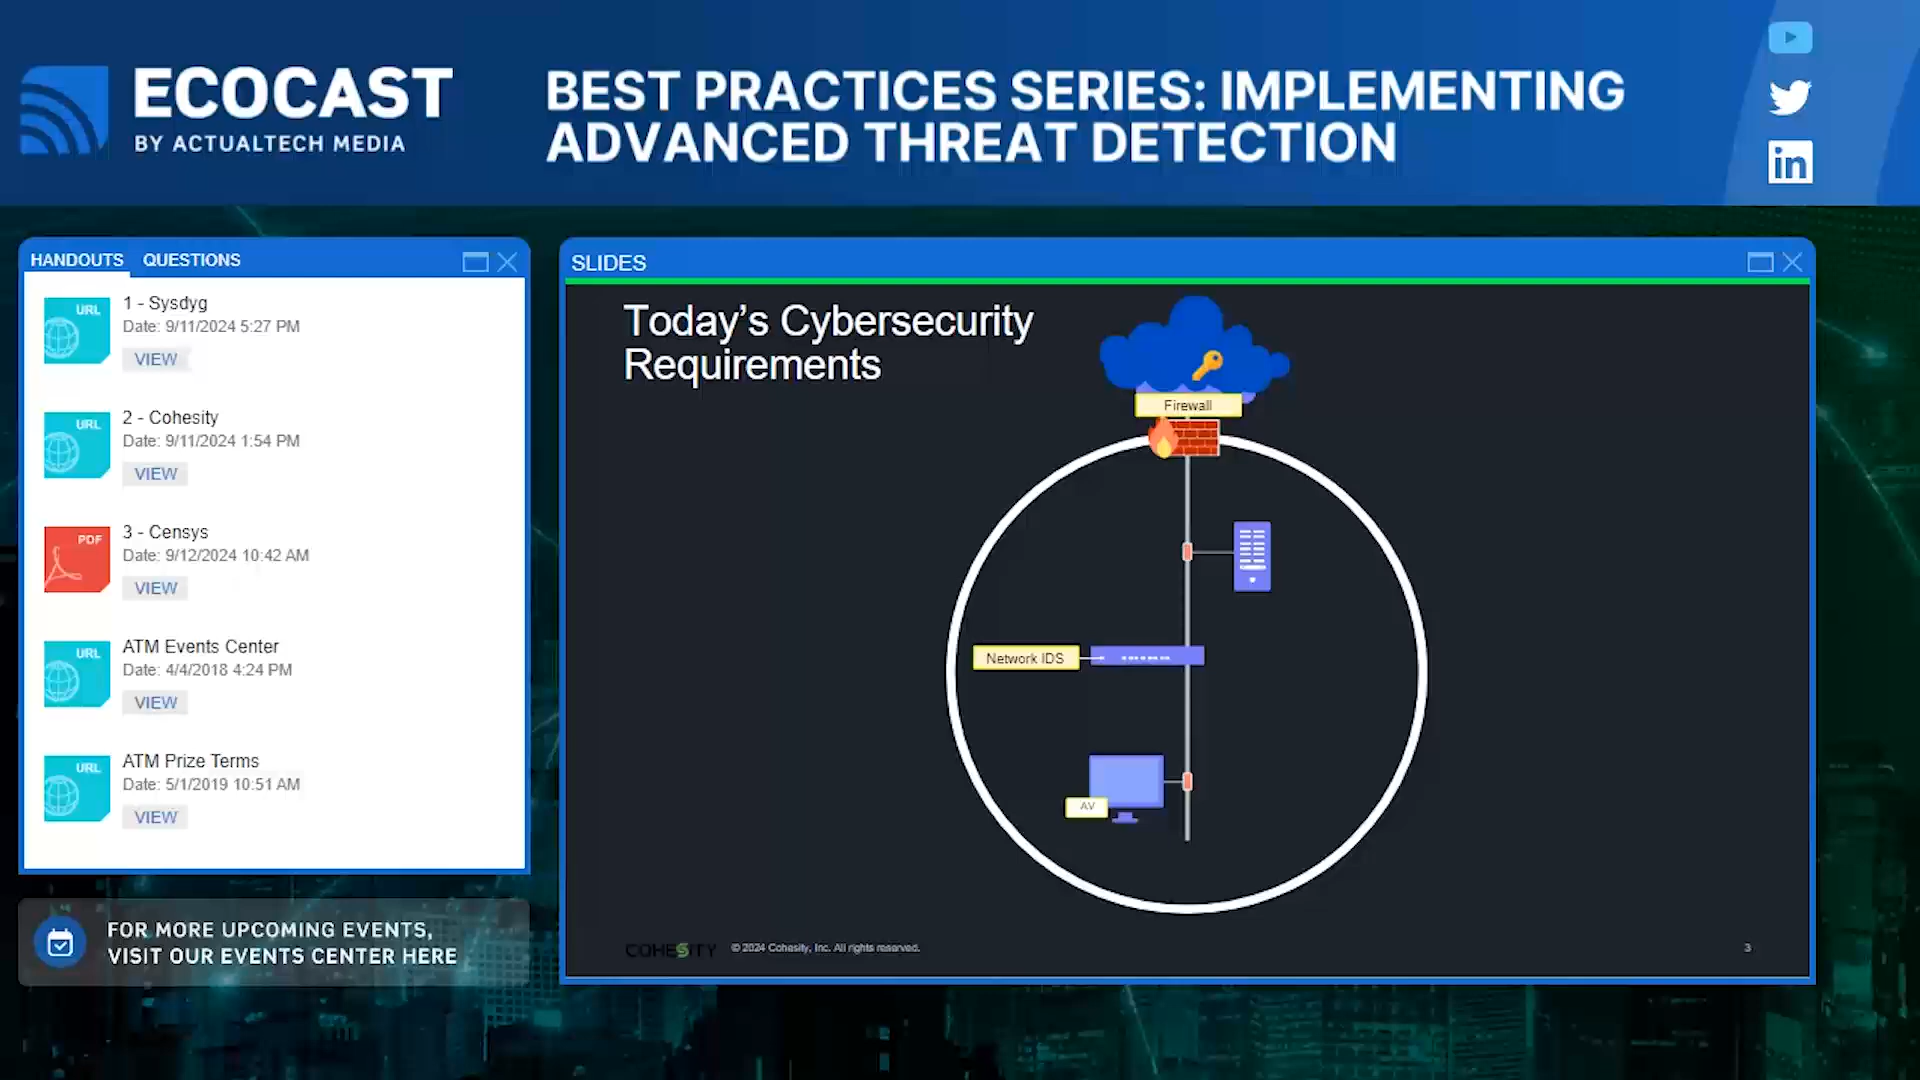 ECOCAST
BY ACTUALTECH MEDIA
BEST PRACTICES SERIES: IMPLEMENTING
ADVANCED THREAT DETECTION
in
HANDOUTS QUESTIONS
URL
1 - Sysdyg
Date: 9/11/2024 5:27 PM
VIEW
URL
2 - Cohesity
Date: 9/11/2024 1:54 PM
VIEW
PDF
3 - Censys
Date: 9/12/2024 10:42 AM
VIEW
URL
ATM Events Center
Date: 4/4/2018 4:24 PM
VIEW
URL
ATM Prize Terms
Date: 5/1/2019 10:51 AM
VIEW
FOR MORE UPCOMING EVENTS,
VISIT OUR EVENTS CENTER HERE
SLIDES
Today’s Cybersecurity
Requirements
Firewall
Network IDS
AV
COHESITY © 2024 Cohesity, Inc. All rights reserved.
3